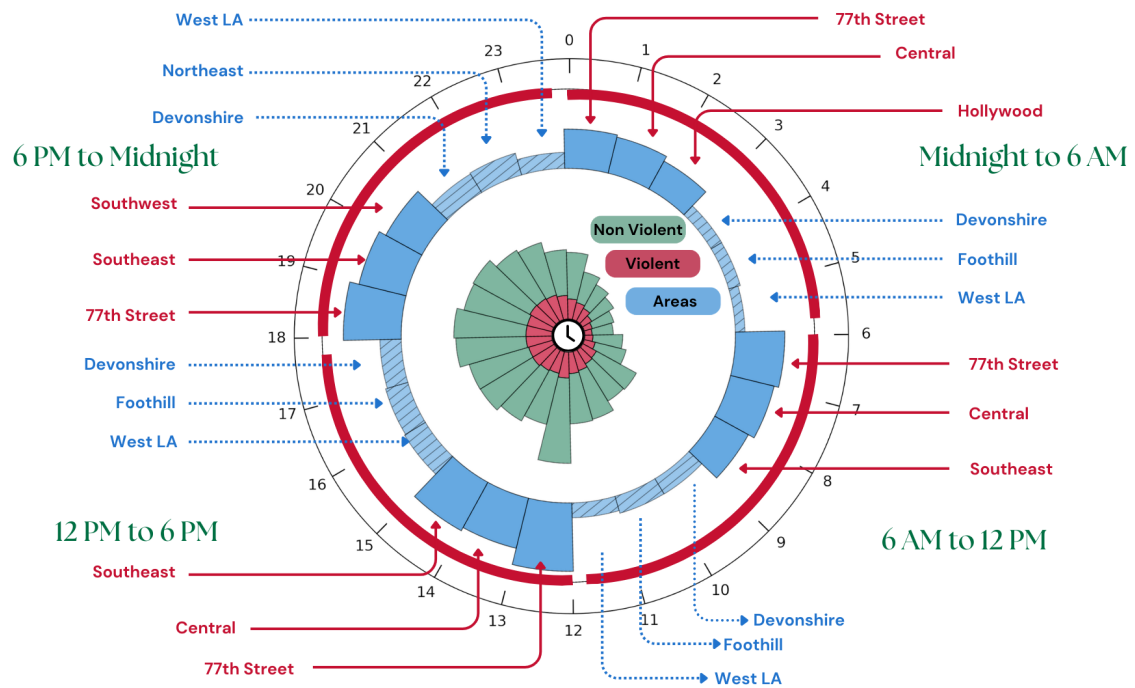 West LA
77th Street
0
23
1
Central
Northeast
22
2
Hollywood
Devonshire
21
3
6 PM to Midnight
Midnight to 6 AM
20
4
Southwest
Non Violent
Devonshire
Southeast
19
Violent
5
Foothill
Areas
West LA
77th Street
18
6
Devonshire
77th Street
Foothill
17
7
Central
West LA
Southeast
16
8
12 PM to 6 PM
15
9
6 AM to 12 PM
Southeast
14
10
13
11
12
Central
Devonshire
Foothill
77th Street
West LA